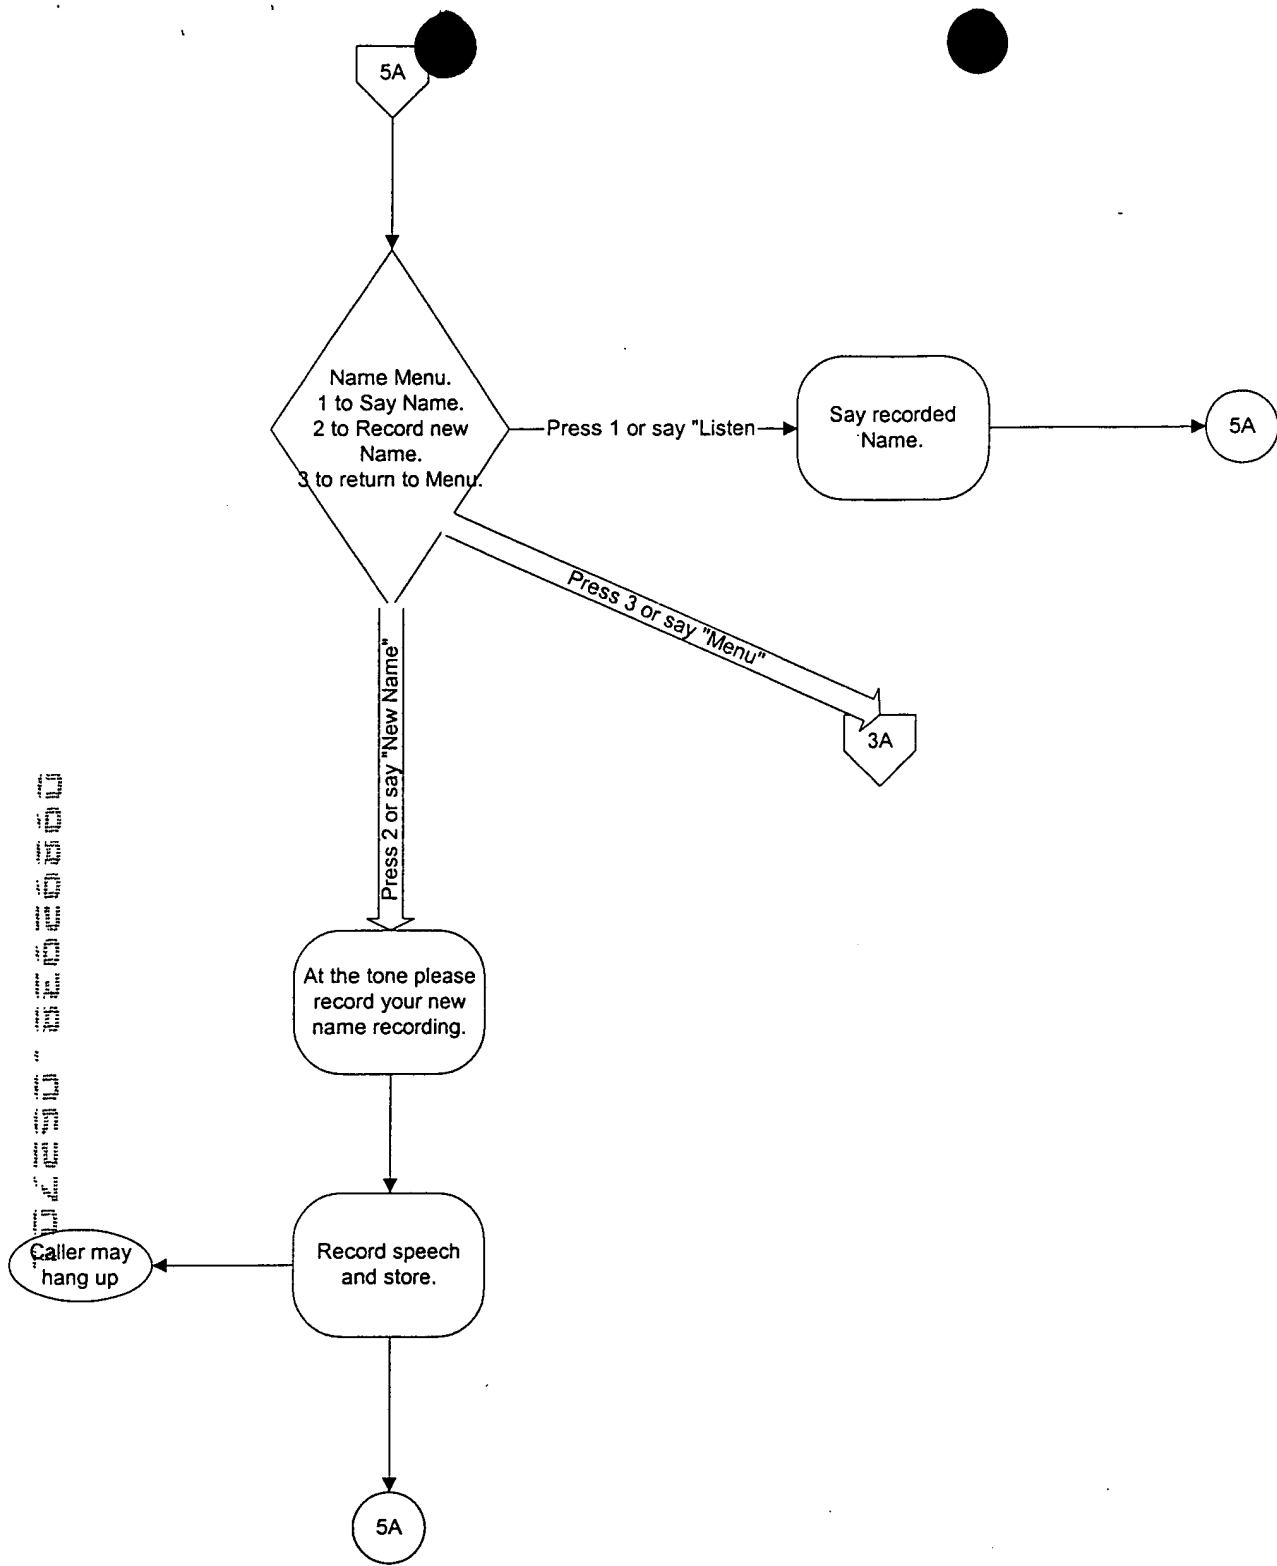 5A
Name Menu.
1 to Say Name.
2 to Record new
Name.
3 to return to Menu.
Press 1 or say "Listen
Say recorded
Name.
5A
Press 3 or say "Menu"
3A
Press 2 or say "New Name"
At the tone please
record your new
name recording.
Record speech
and store.
Caller may
hang up
5A